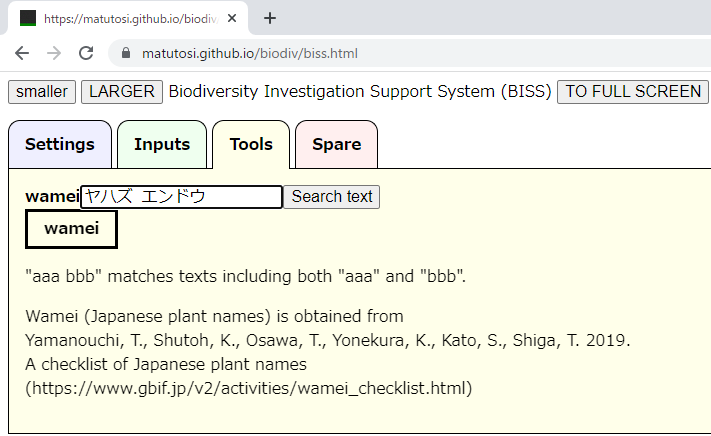 https://matutosi.github.io/biodiv
matutosi.github.io/biodiv/biss.html
smaller LARGER Biodiversity Investigation Support System (BISS) TO FULL SCREEN
Settings Inputs Tools Spare
wamei ヤハズ エンドウ Search text
wamei
"aaa bbb" matches texts including both "aaa" and "bbb".
Wamei (Japanese plant names) is obtained from
Yamanouchi, T., Shutoh, K., Osawa, T., Yonekura, K., Kato, S., Shiga, T. 2019.
A checklist of Japanese plant names
(https://www.gbif.jp/v2/activities/wamei_checklist.html)